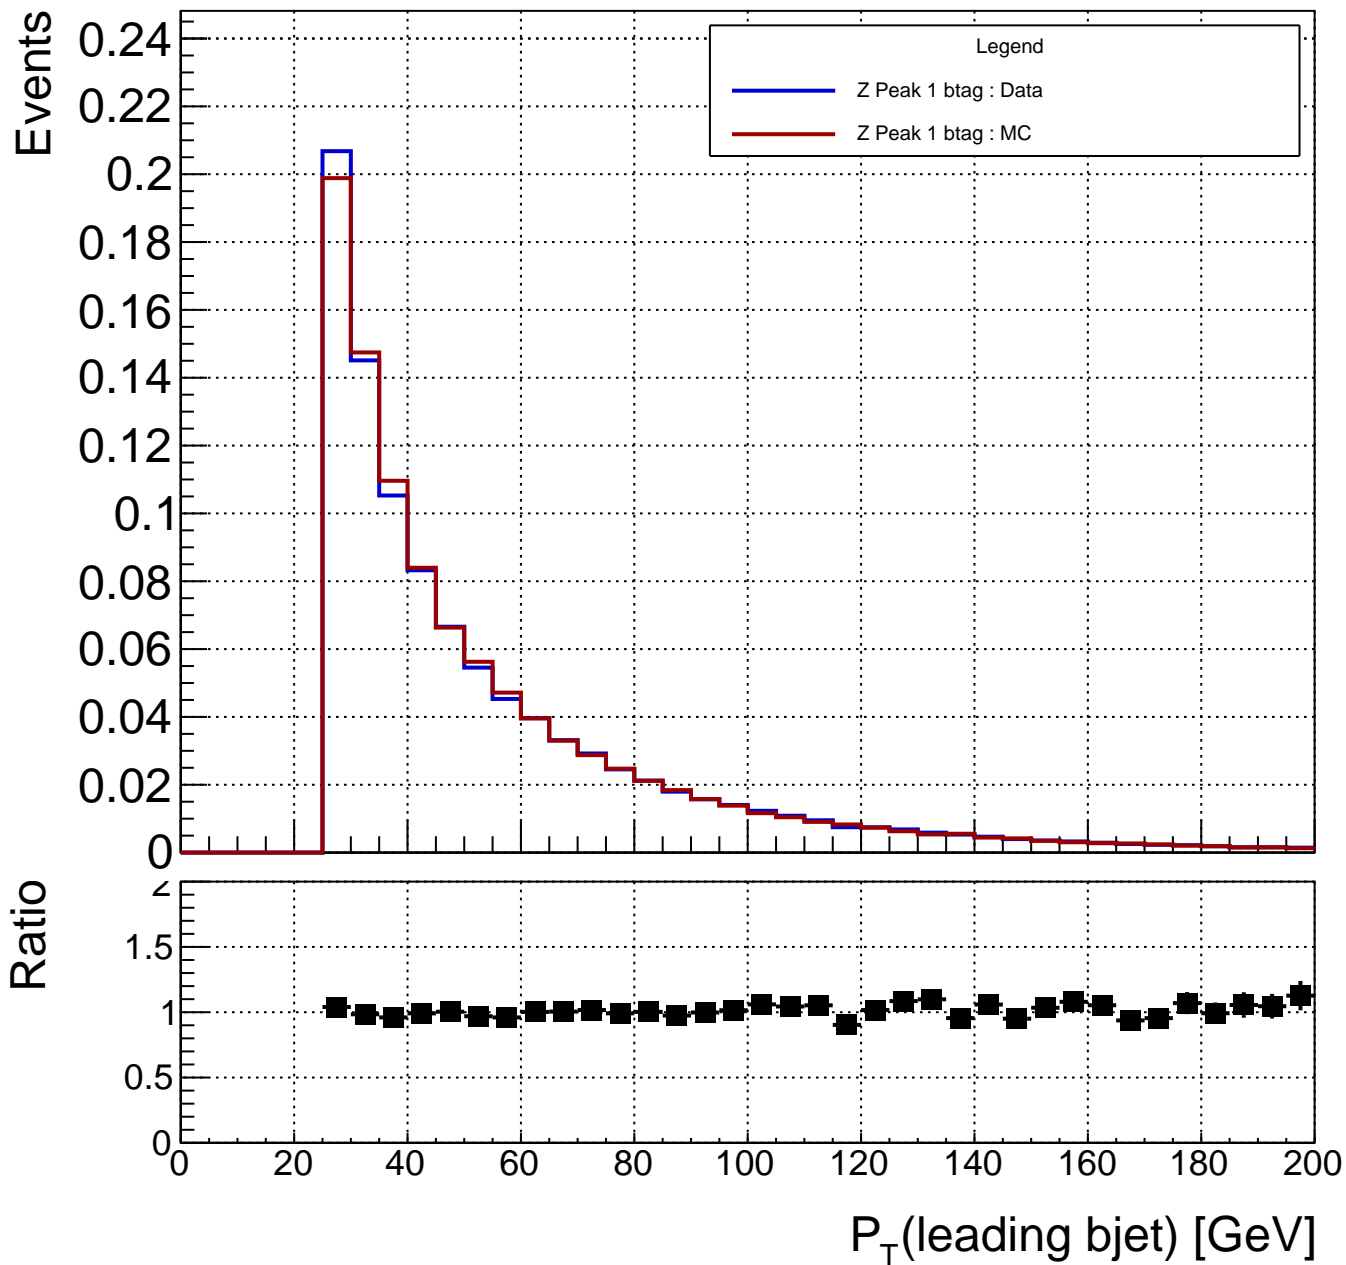 Events
0.24
0.22
0.2
0.18
0.16
0.14
0.12
0.1
0.08
0.06
0.04
0.02
0
Legend
Z Peak 1 btag : Data
Z Peak 1 btag : MC
Ratio
2
1.5
1
0.5
0
0 20 40 60 80 100 120 140 160 180 200
P_T(leading bjet) [GeV]